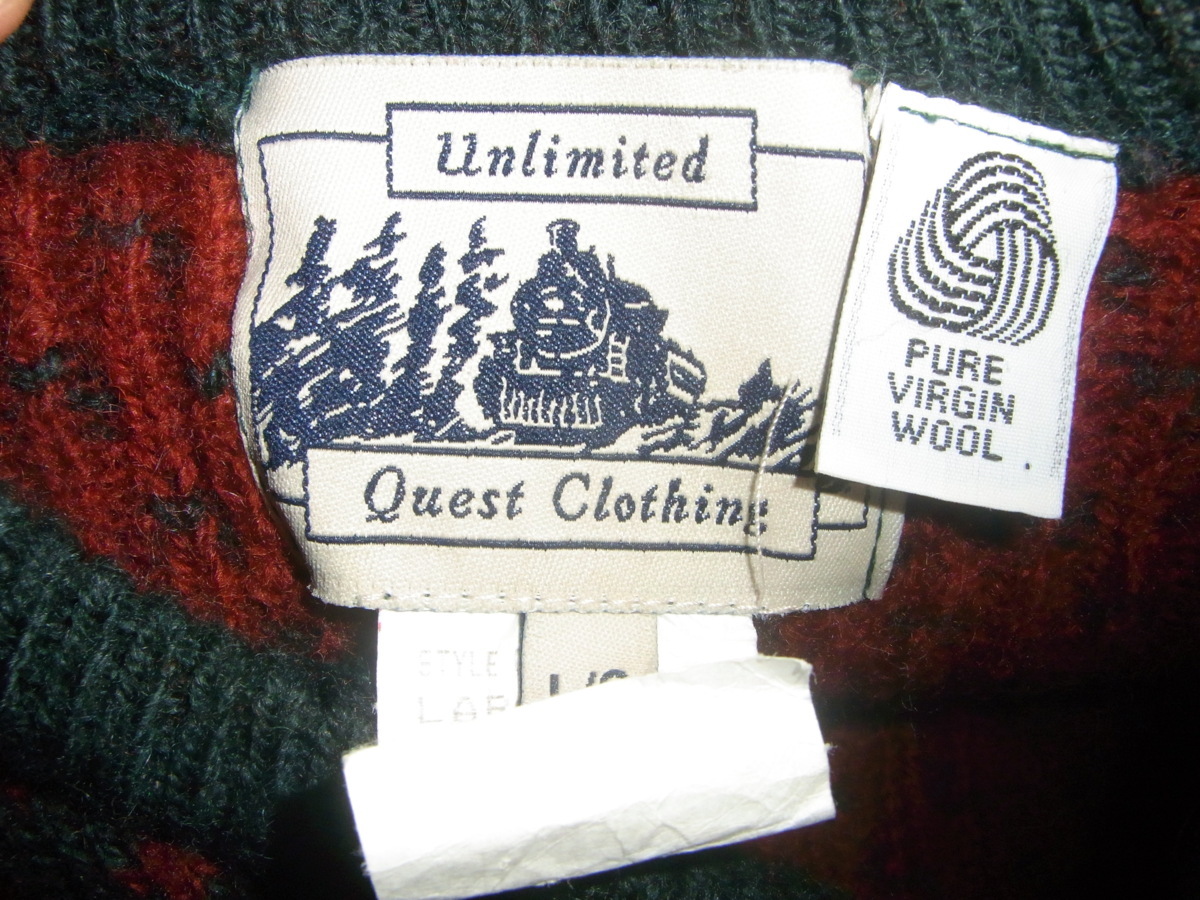 Unlimited
Quest Clothing
PURE
VIRGIN
WOOL
STYLE